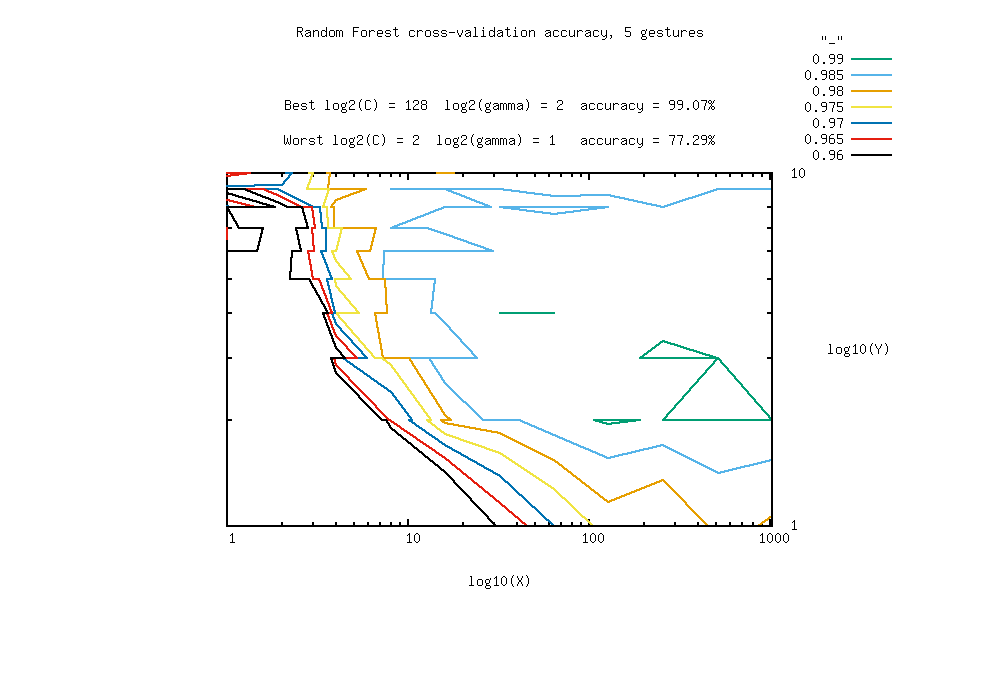 Random Forest cross-validation accuracy, 5 gestures
"_"
0.99
0.985
0.98
0.975
0.97
0.965
0.96
Best log2(C) = 128 log2(gamma) = 2 accuracy = 99.07%
Worst log2(C) = 2 log2(gamma) = 1 accuracy = 77.29%
10
log10(Y)
1
1 10 100 1000
log10(X)